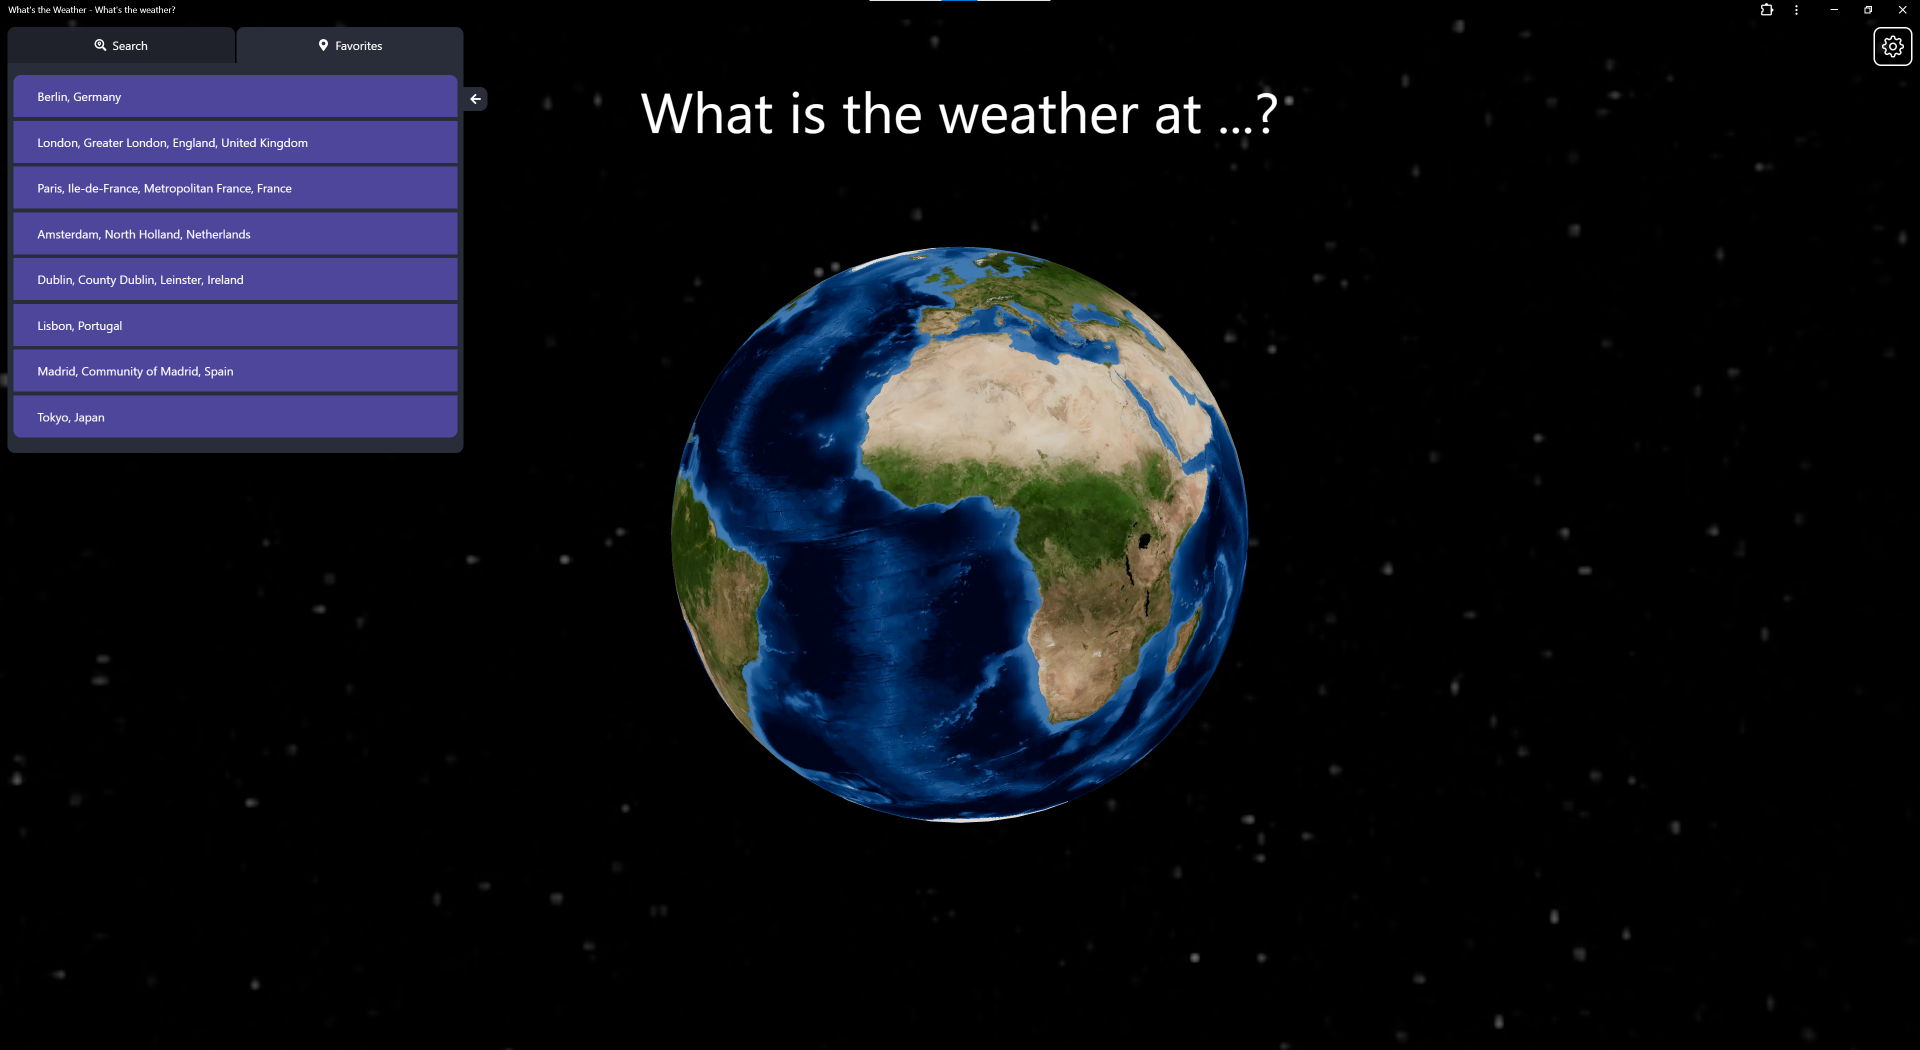 What's the Weather - What's the weather?
Search
Favorites
Berlin, Germany
London, Greater London, England, United Kingdom
Paris, Ile-de-France, Metropolitan France, France
Amsterdam, North Holland, Netherlands
Dublin, County Dublin, Leinster, Ireland
Lisbon, Portugal
Madrid, Community of Madrid, Spain
Tokyo, Japan
What is the weather at ...?